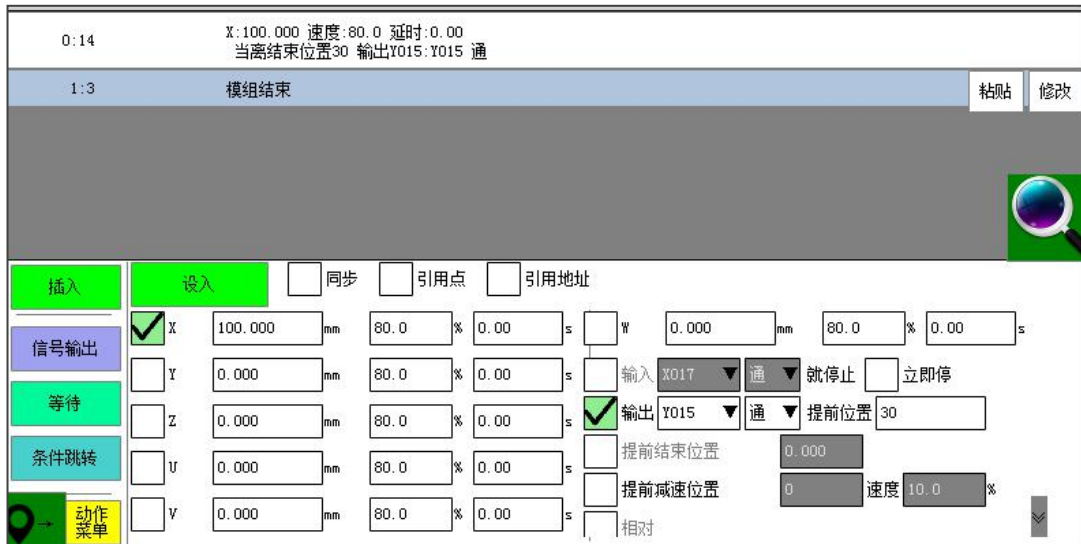 0:14
X:100.000 速度:80.0 延时:0.00
当离结束位置30 输出Y015:Y015 通
1:3 模组结束 粘贴 修改
插入 设入 同步 引用点 引用地址
X 100.000 mm 80.0 % 0.00 s W 0.000 mm 80.0 % 0.00 s
信号输出
Y 0.000 mm 80.0 % 0.00 s 输入 X017 通 就停止 立即停
等待
Z 0.000 mm 80.0 % 0.00 s 输出 Y015 通 提前位置 30
条件跳转
U 0.000 mm 80.0 % 0.00 s 提前结束位置 0.000
提前减速位置 0 速度 10.0 %
动作
菜单
V 0.000 mm 80.0 % 0.00 s 相对